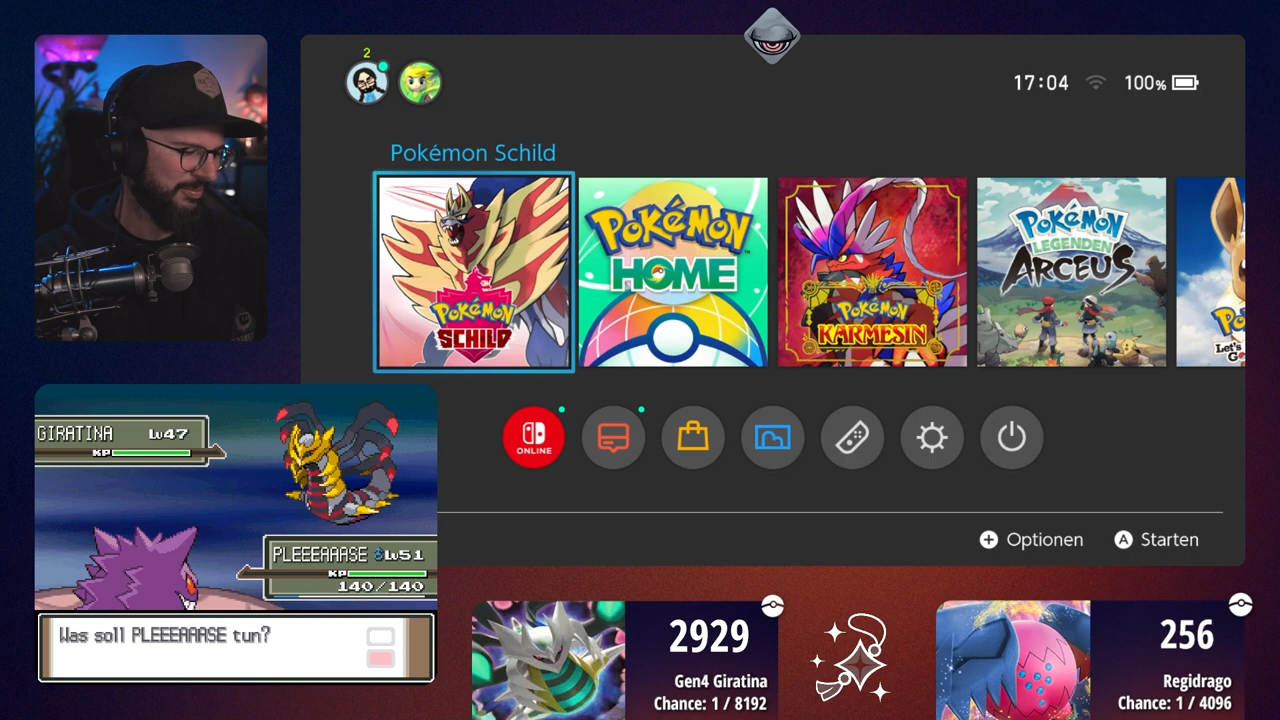 2
17:04
100%
Pokémon Schild
POKÉMON
SCHILD
POKÉMON
HOME
POKÉMON
KARMESIN
POKÉMON
LEGENDEN
ARCEUS
Let's
ONLINE
Optionen
Starten
GIRATINA Lv47
KP
PLEEEAAASE Lv51
KP
140/140
Was soll PLEEEAAASE tun?
2929
Gen4 Giratina
Chance: 1 / 8192
256
Regidrago
Chance: 1 / 4096